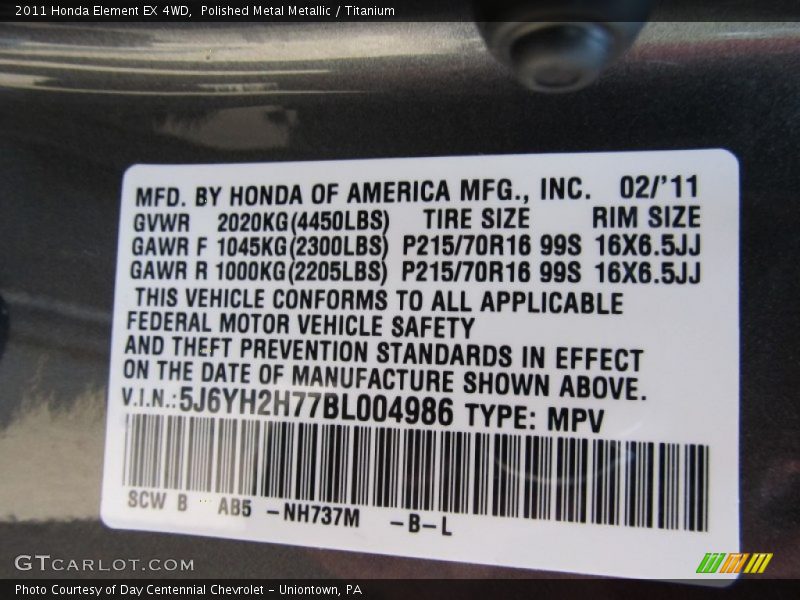 2011 Honda Element EX 4WD,  Polished Metal Metallic / Titanium
MFD. BY HONDA OF AMERICA MFG., INC. 02/'11
GVWR 2020KG(4450LBS) TIRE SIZE RIM SIZE
GAWR F 1045KG(2300LBS) P215/70R16 99S 16X6.5JJ
GAWR R 1000KG(2205LBS) P215/70R16 99S 16X6.5JJ
THIS VEHICLE CONFORMS TO ALL APPLICABLE
FEDERAL MOTOR VEHICLE SAFETY
AND THEFT PREVENTION STANDARDS IN EFFECT
ON THE DATE OF MANUFACTURE SHOWN ABOVE.
V.I.N.:5J6YH2H77BL004986 TYPE: MPV
SCW B AB5 -NH737M -B-L
GTCARLOT.COM
Photo Courtesy of Day Centennial Chevrolet - Uniontown, PA